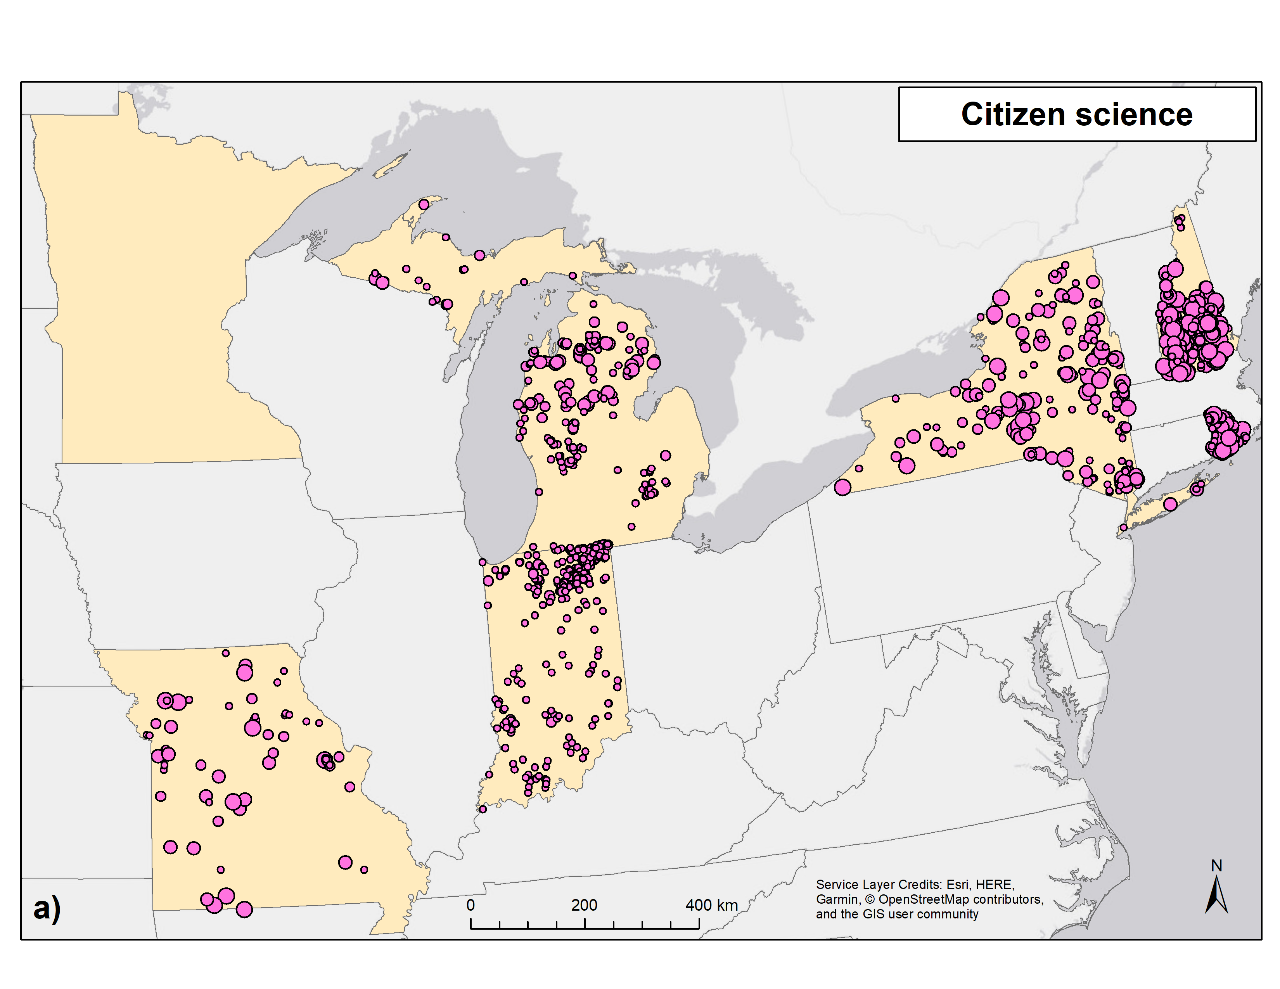 Citizen science
N
a)
0 200 400 km
Service Layer Credits: Esri, HERE,
Garmin, © OpenStreetMap contributors,
and the GIS user community